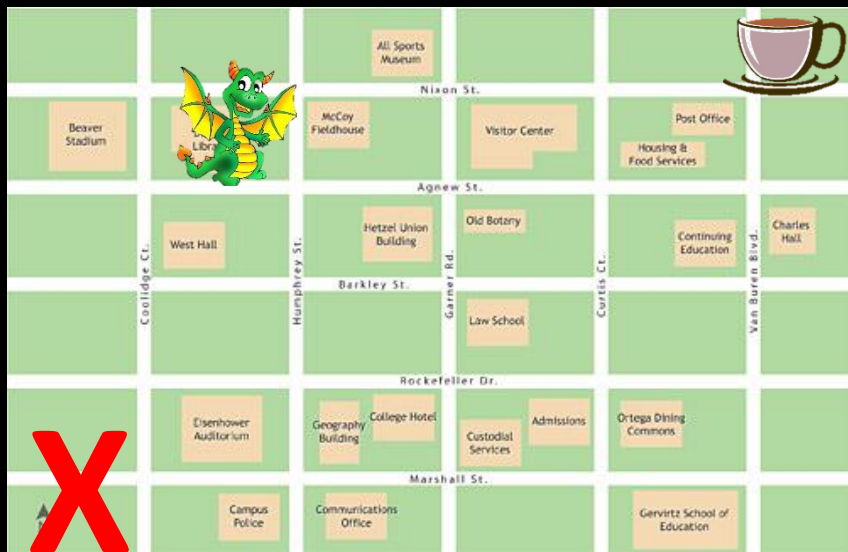 All Sports
Museum
Nixon St.
Beaver
Stadium
McCoy
Fieldhouse
Visitor Center
Post Office
Housing &
Food Services
Agnew St.
West Hall
Hetzel Union
Building
Old Botany
Continuing
Education
Charles
Hall
Coolidge Ct.
Humphrey St.
Barkley St.
Garner Rd.
Curtis Ct.
Van Buren Blvd.
Law School
Rockefeller Dr.
Eisenhower
Auditorium
Geography
Building
College Hotel
Custodial
Services
Admissions
Ortega Dining
Commons
X
Marshall St.
Campus
Police
Communications
Office
Gervirtz School of
Education